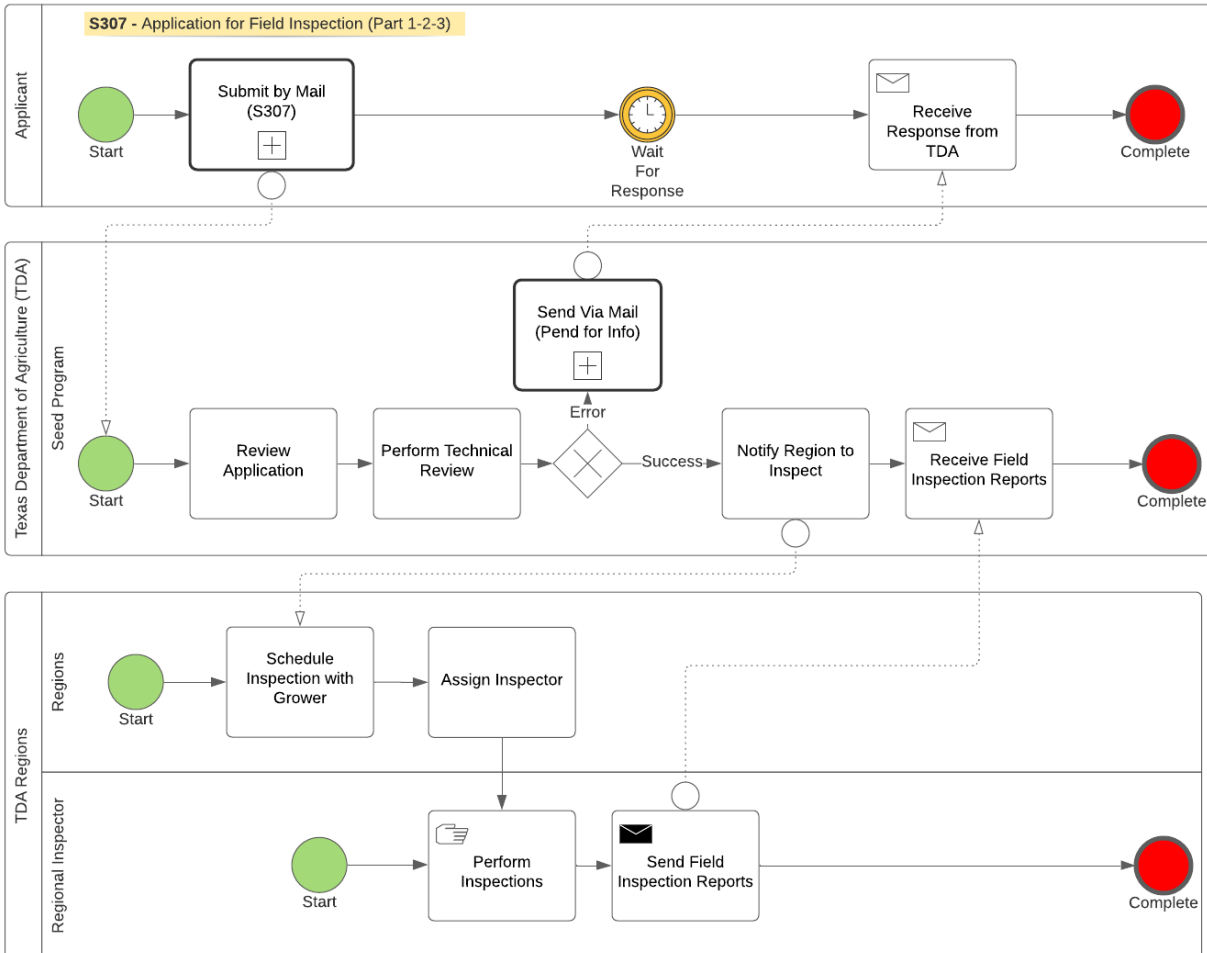 S307 - Application for Field Inspection (Part 1-2-3)
Applicant
Start
Submit by Mail
(S307)
Wait
For
Response
Receive
Response from
TDA
Complete
Texas Department of Agriculture (TDA)
Seed Program
Send Via Mail
(Pend for Info)
Error
Start
Review
Application
Perform Technical
Review
Success
Notify Region to
Inspect
Receive Field
Inspection Reports
Complete
TDA Regions
Regions
Start
Schedule
Inspection with
Grower
Assign Inspector
Regional Inspector
Start
Perform
Inspections
Send Field
Inspection Reports
Complete